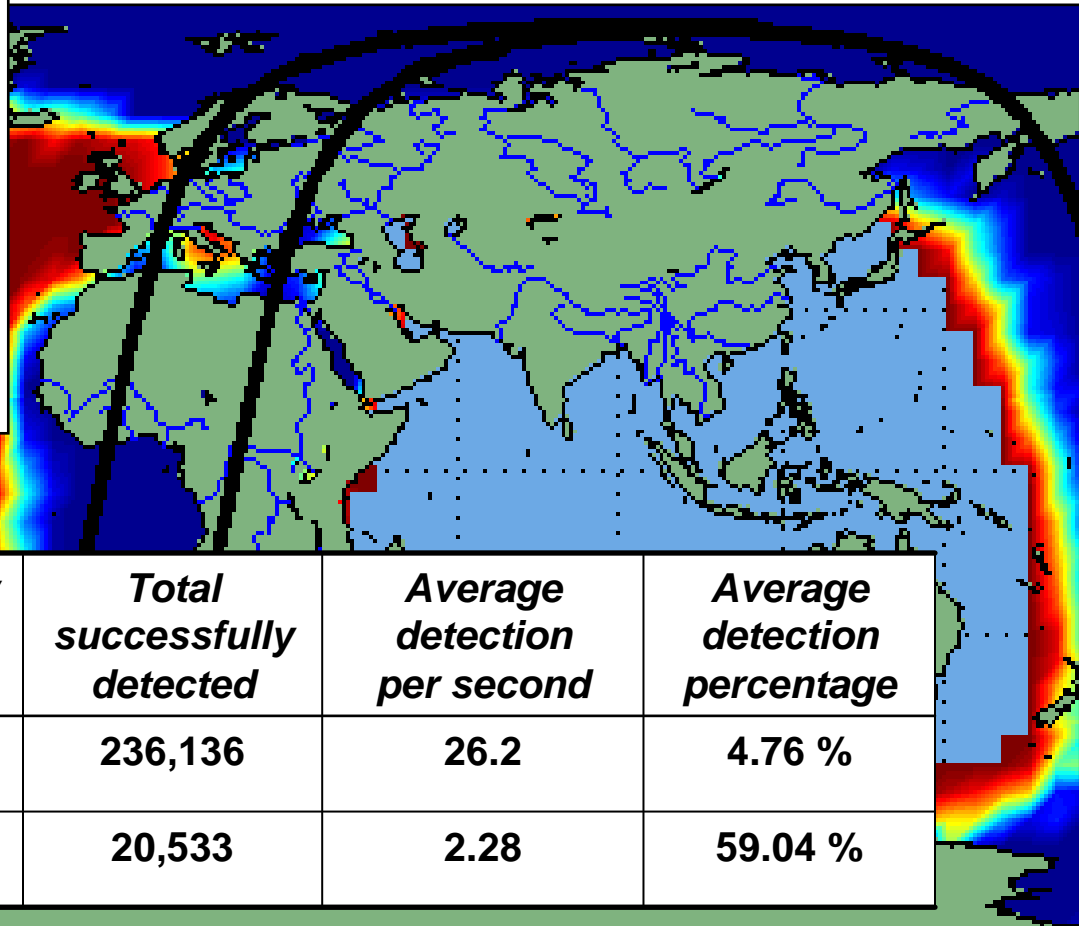 Total
successfully
detected
Average
detection
per second
Average
detection
percentage
236,136
26.2
4.76 %
20,533
2.28
59.04 %